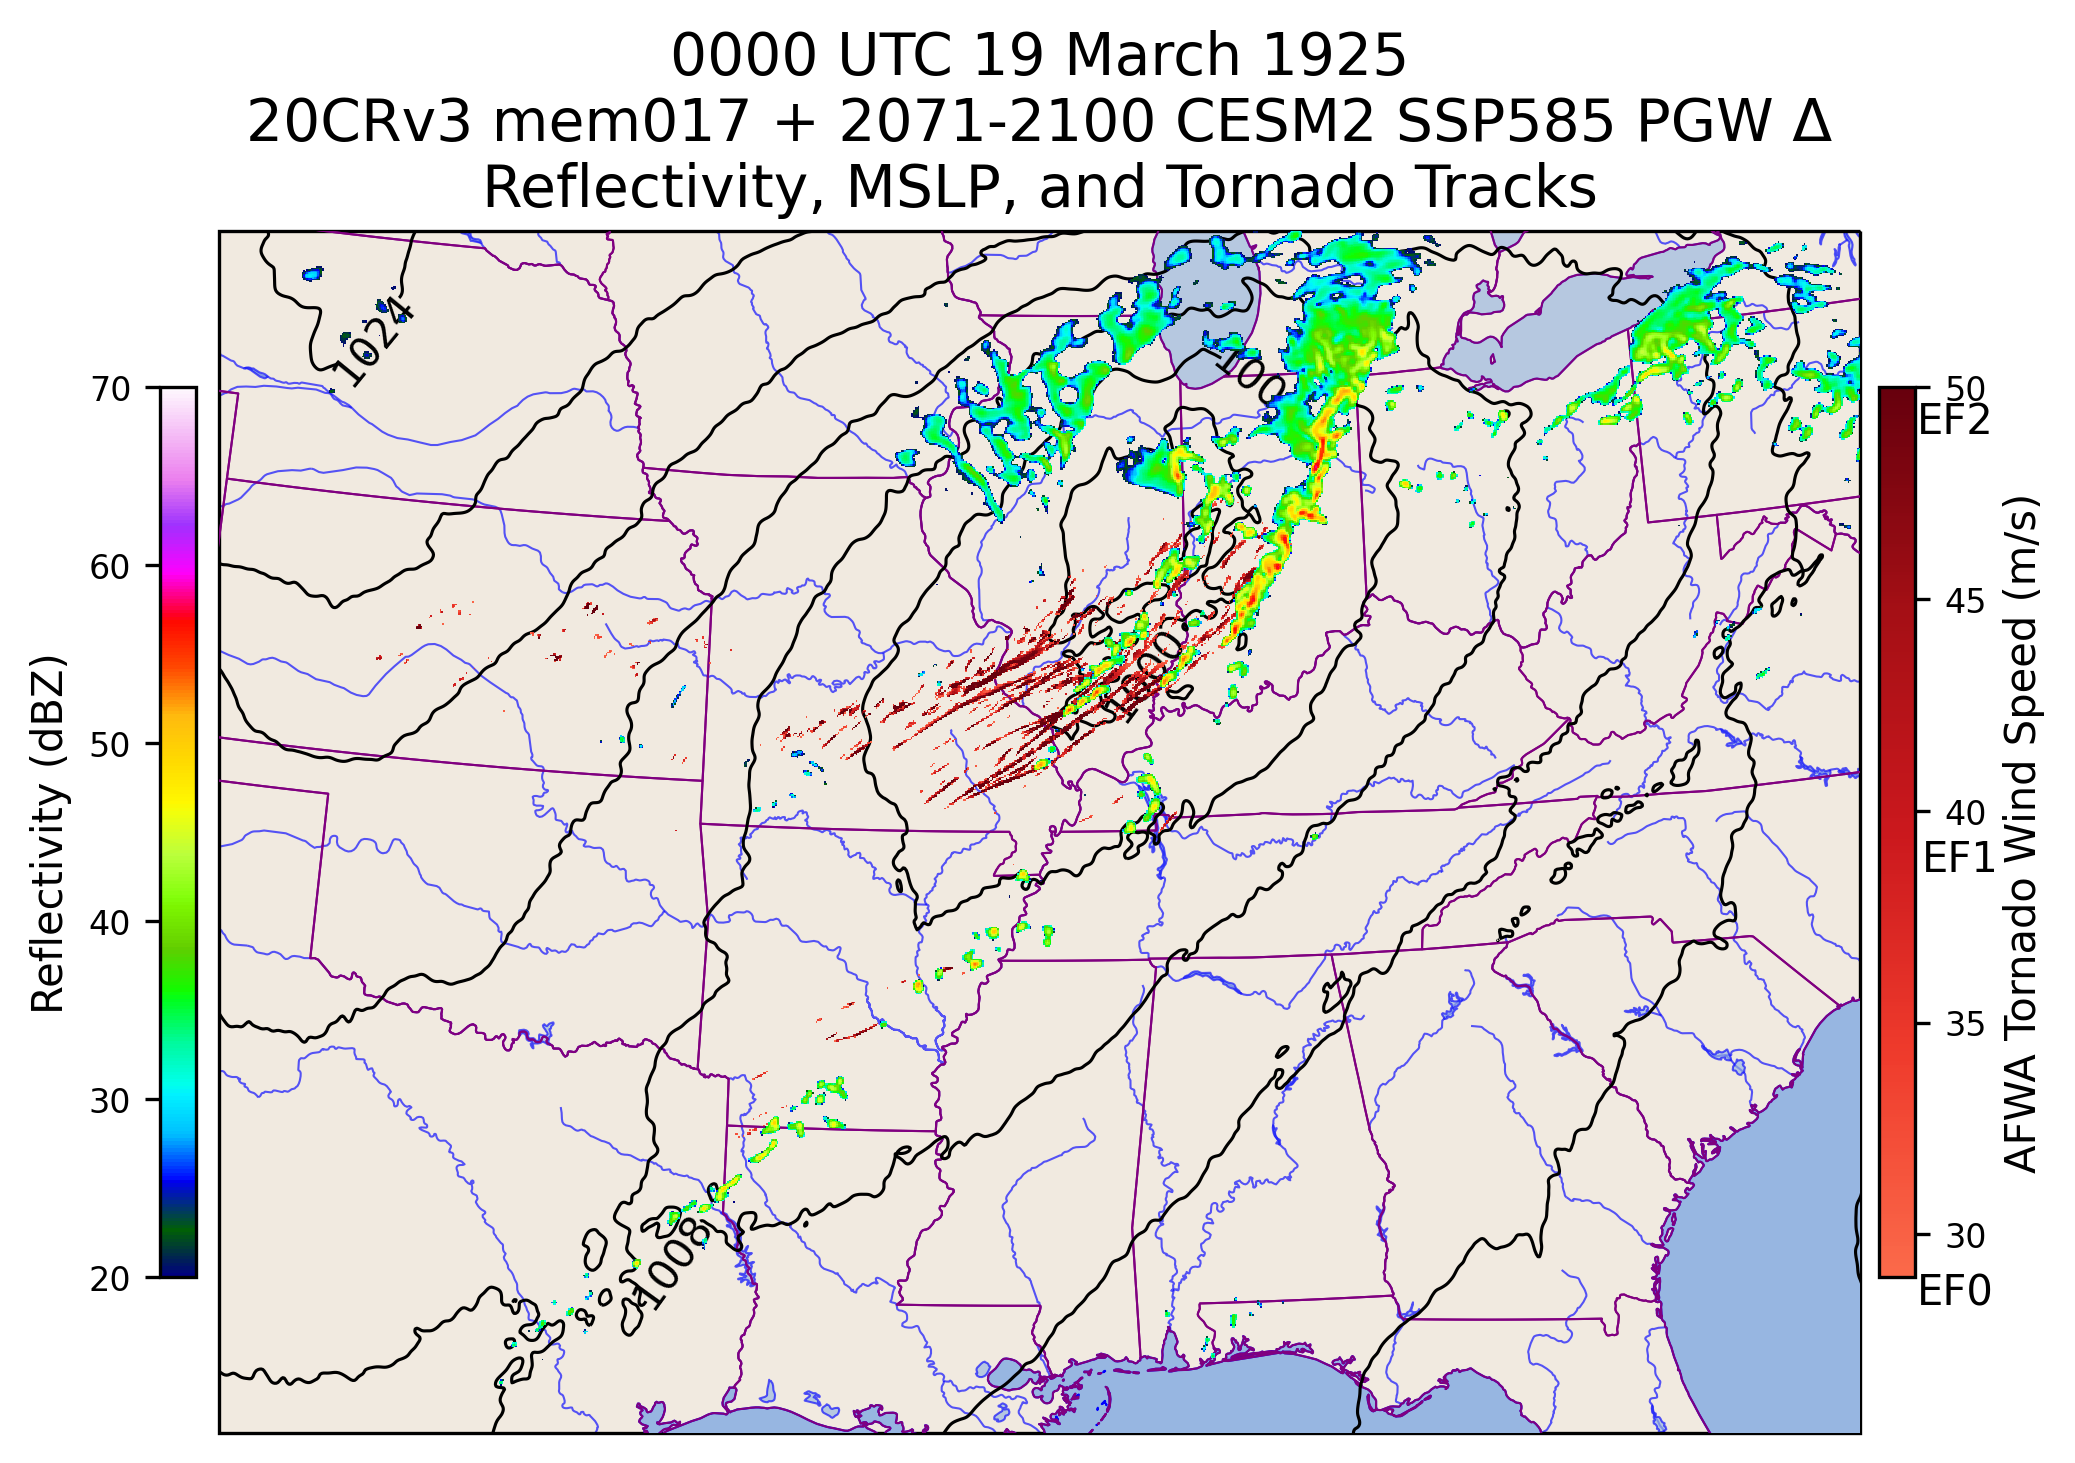 0000 UTC 19 March 1925
20CRv3 mem017 + 2071-2100 CESM2 SSP585 PGW Δ
Reflectivity, MSLP, and Tornado Tracks
Reflectivity (dBZ)
70
60
50
40
30
20
1024
1008
50
EF2
45
40
EF1
35
30
EF0
AFWA Tornado Wind Speed (m/s)